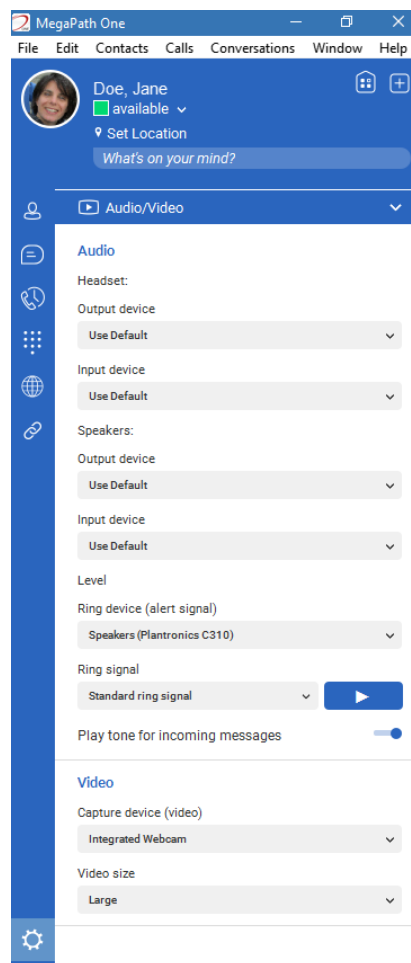 MegaPath One
File Edit Contacts Calls Conversations Window Help
Doe, Jane
available
Set Location
What's on your mind?
Audio/Video
Audio
Headset:
Output device
Use Default
Input device
Use Default
Speakers:
Output device
Use Default
Input device
Use Default
Level
Ring device (alert signal)
Speakers (Plantronics C310)
Ring signal
Standard ring signal
Play tone for incoming messages
Video
Capture device (video)
Integrated Webcam
Video size
Large